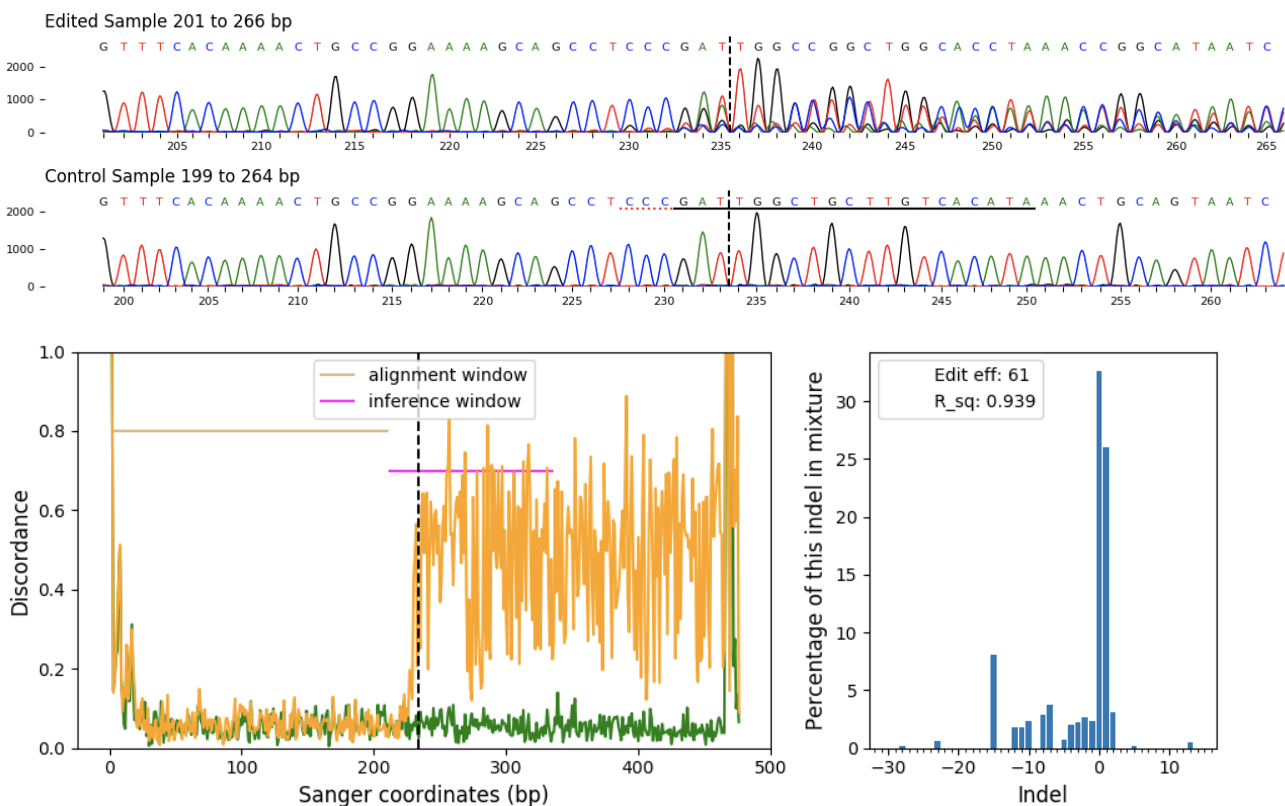 Edited Sample 201 to 266 bp
G T T T C A C A A A A C T G C C G G A A A A G C A G C C T C C C G A T T G G C C G G C T G G C A C C T A A A C C G G C A T A A T C
2000
1000
0
205 210 215 220 225 230 235 240 245 250 255 260 265
Control Sample 199 to 264 bp
G T T T C A C A A A A C T G C C G G A A A A G C A G C C T C C C G A T T G G C T G C T T G T C A C A T A A A C T G C A G T A A T C
2000
1000
0
200 205 210 215 220 225 230 235 240 245 250 255 260
1.0
0.8
0.6
0.4
0.2
0.0
Discordance
alignment window
inference window
0 100 200 300 400 500
Sanger coordinates (bp)
Percentage of this indel in mixture
30
25
20
15
10
5
0
Edit eff: 61
R_sq: 0.939
−30 −20 −10 0 10
Indel